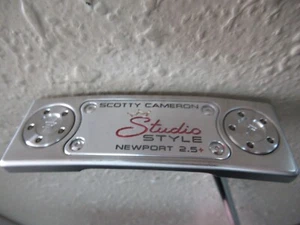 SCOTTY CAMERON
Studio
STYLE
NEWPORT 2.5+